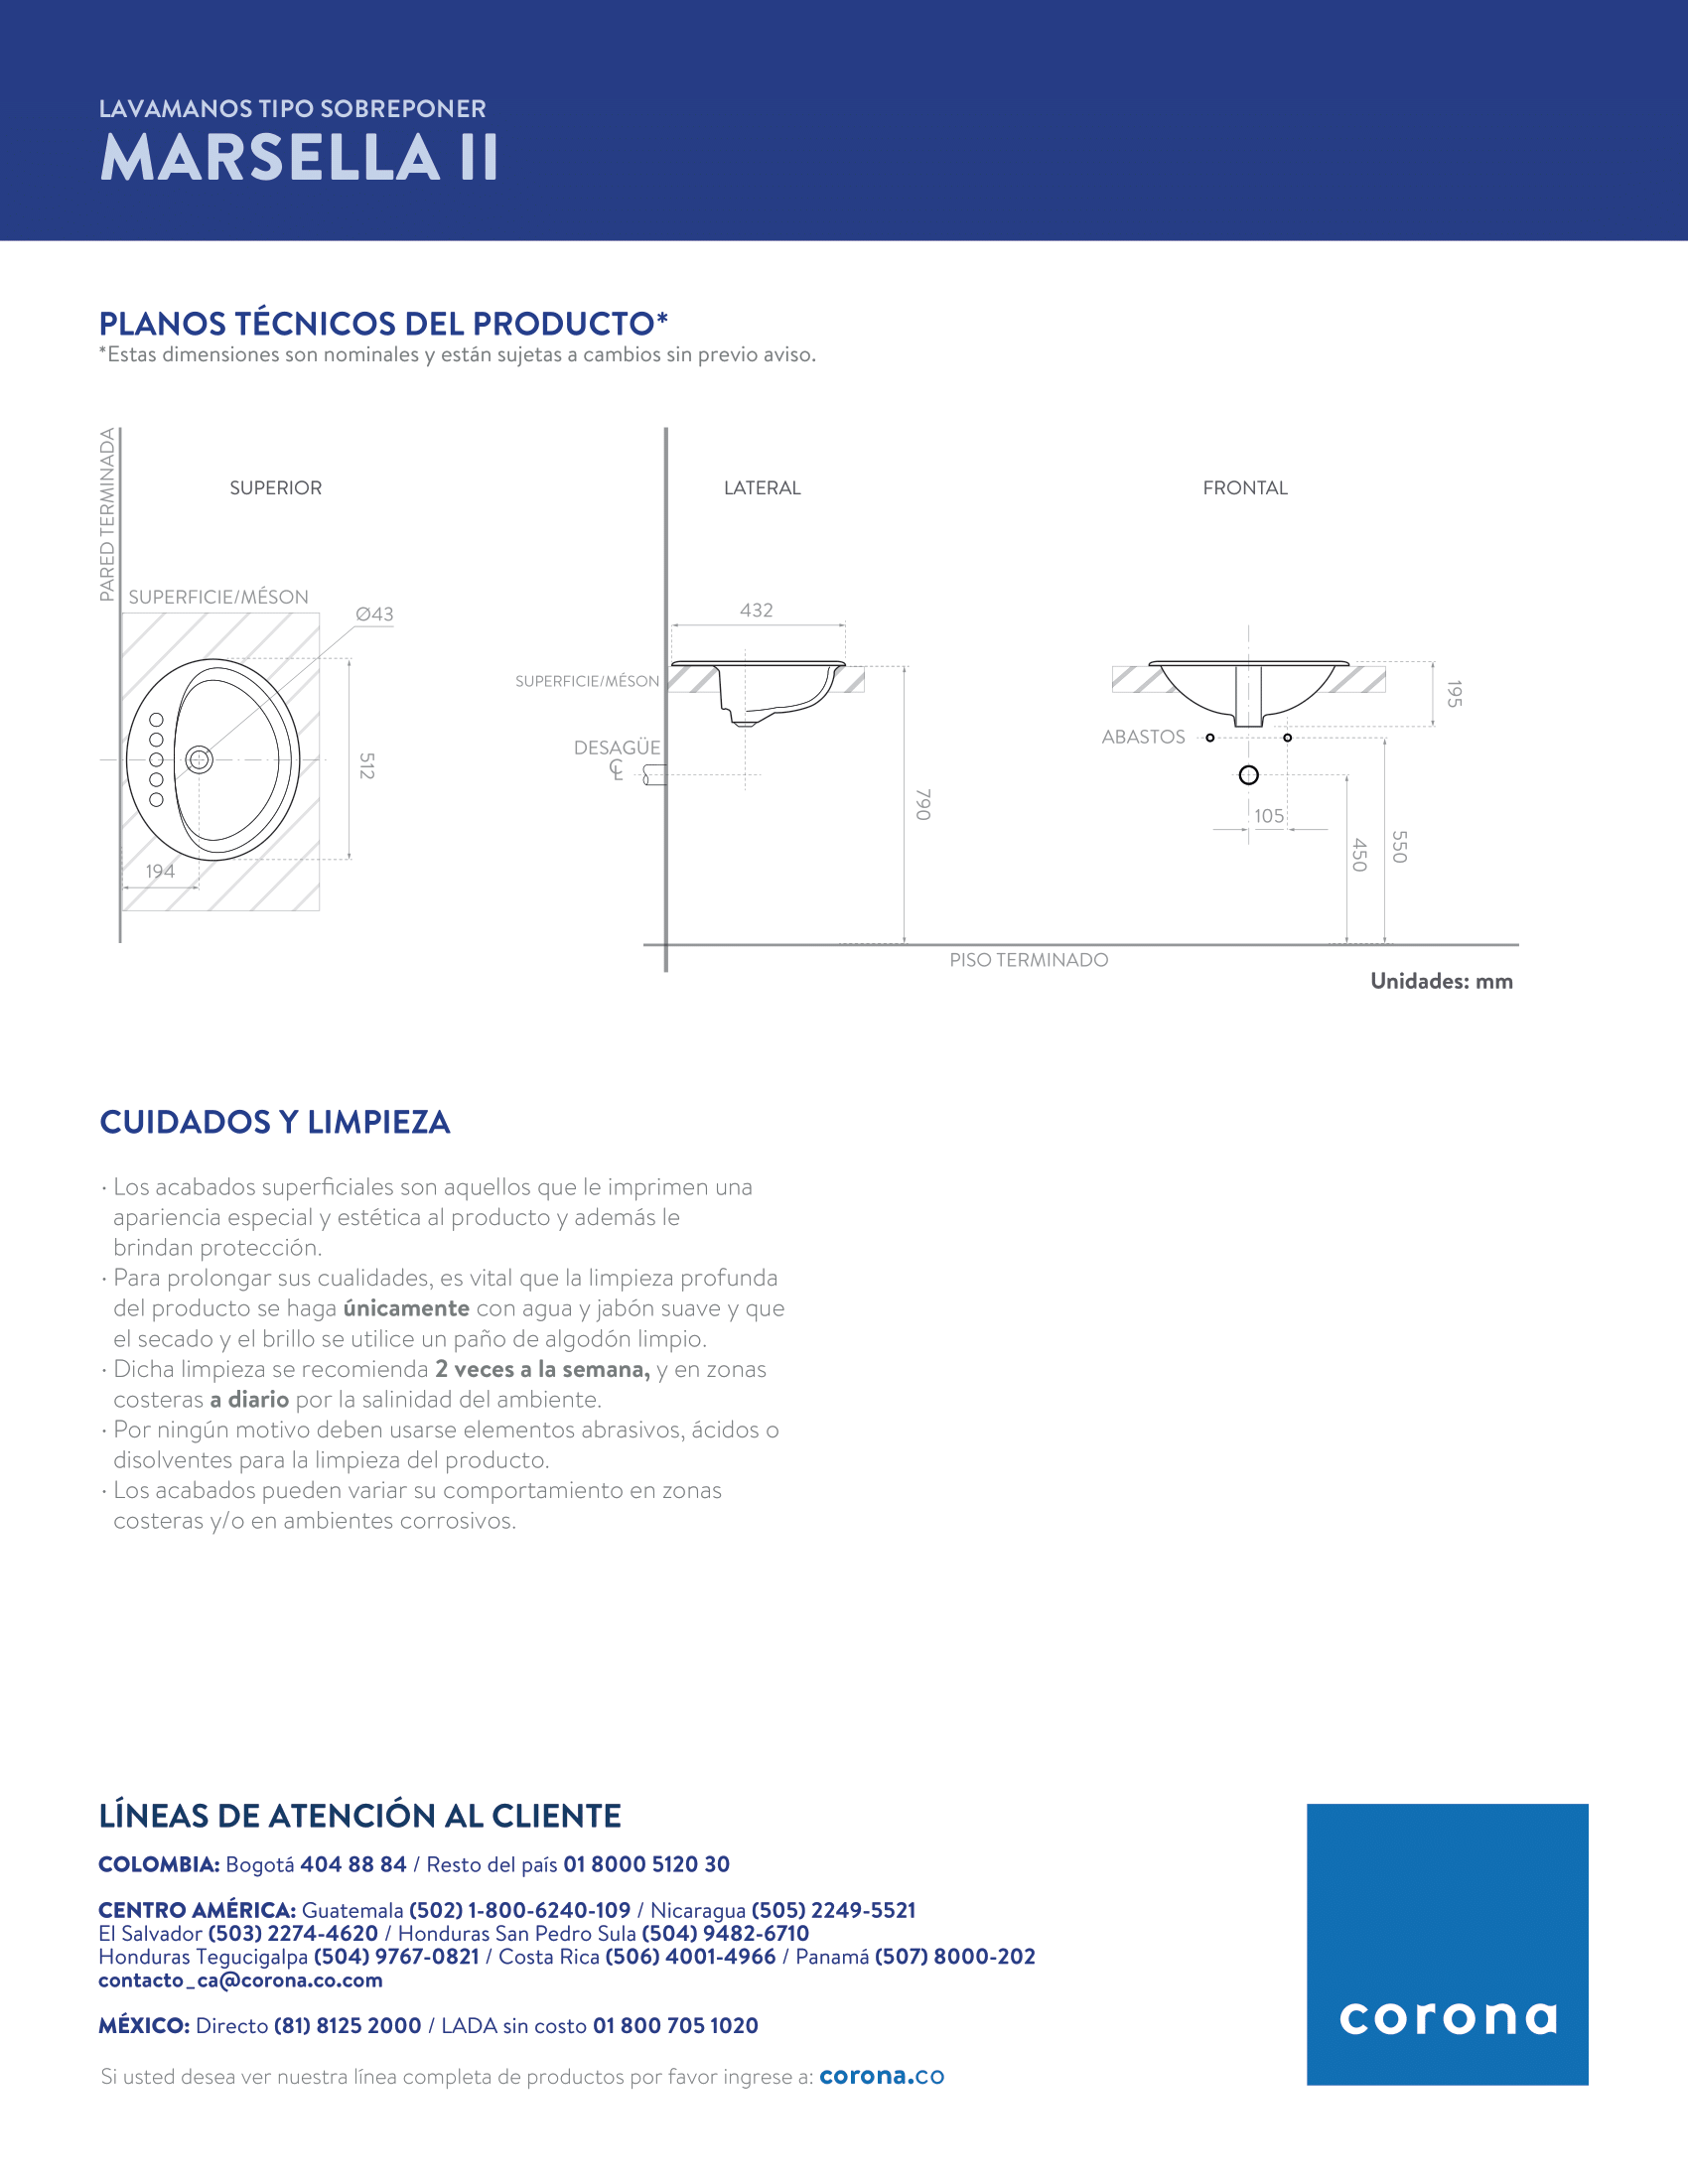 LAVAMANOS TIPO SOBREPONER
MARSELLA II
PLANOS TÉCNICOS DEL PRODUCTO*
*Estas dimensiones son nominales y están sujetas a cambios sin previo aviso.
PARED TERMINADA
SUPERIOR
SUPERFICIE/MÉSON
Ø43
512
194
LATERAL
432
SUPERFICIE/MÉSON
DESAGÜE
790
FRONTAL
195
ABASTOS
105
450
550
PISO TERMINADO
Unidades: mm
CUIDADOS Y LIMPIEZA
· Los acabados superficiales son aquellos que le imprimen una
apariencia especial y estética al producto y además le
brindan protección.
· Para prolongar sus cualidades, es vital que la limpieza profunda
del producto se haga únicamente con agua y jabón suave y que
el secado y el brillo se utilice un paño de algodón limpio.
· Dicha limpieza se recomienda 2 veces a la semana, y en zonas
costeras a diario por la salinidad del ambiente.
· Por ningún motivo deben usarse elementos abrasivos, ácidos o
disolventes para la limpieza del producto.
· Los acabados pueden variar su comportamiento en zonas
costeras y/o en ambientes corrosivos.
LÍNEAS DE ATENCIÓN AL CLIENTE
COLOMBIA: Bogotá 404 88 84 / Resto del país 01 8000 5120 30
CENTRO AMÉRICA: Guatemala (502) 1-800-6240-109 / Nicaragua (505) 2249-5521
El Salvador (503) 2274-4620 / Honduras San Pedro Sula (504) 9482-6710
Honduras Tegucigalpa (504) 9767-0821 / Costa Rica (506) 4001-4966 / Panamá (507) 8000-202
contacto_ca@corona.co.com
MÉXICO: Directo (81) 8125 2000 / LADA sin costo 01 800 705 1020
Si usted desea ver nuestra línea completa de productos por favor ingrese a: corona.co
corona